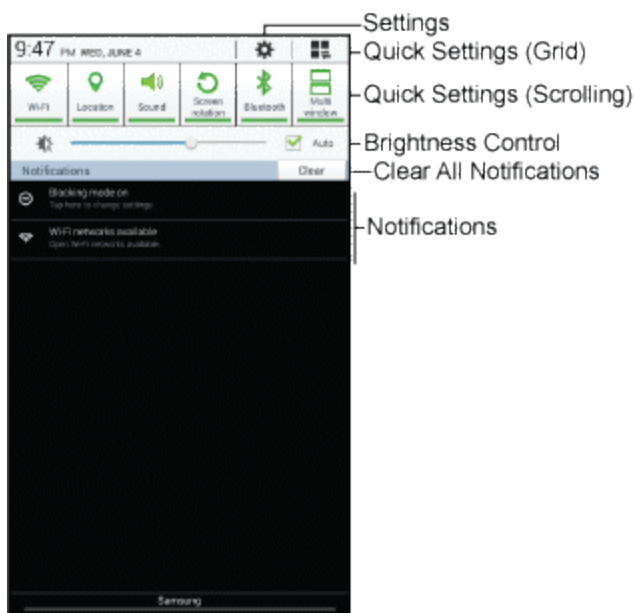 Settings
9:47 PM WED, JUNE 4
Quick Settings (Grid)
Wi-Fi
Location
Sound
Screen rotation
Bluetooth
Multi window
Quick Settings (Scrolling)
Auto
Brightness Control
Notifications
Clear
Clear All Notifications
Blocking mode on
Tap here to change settings
Notifications
Wi-Fi networks available
Open Wi-Fi networks available
Samsung